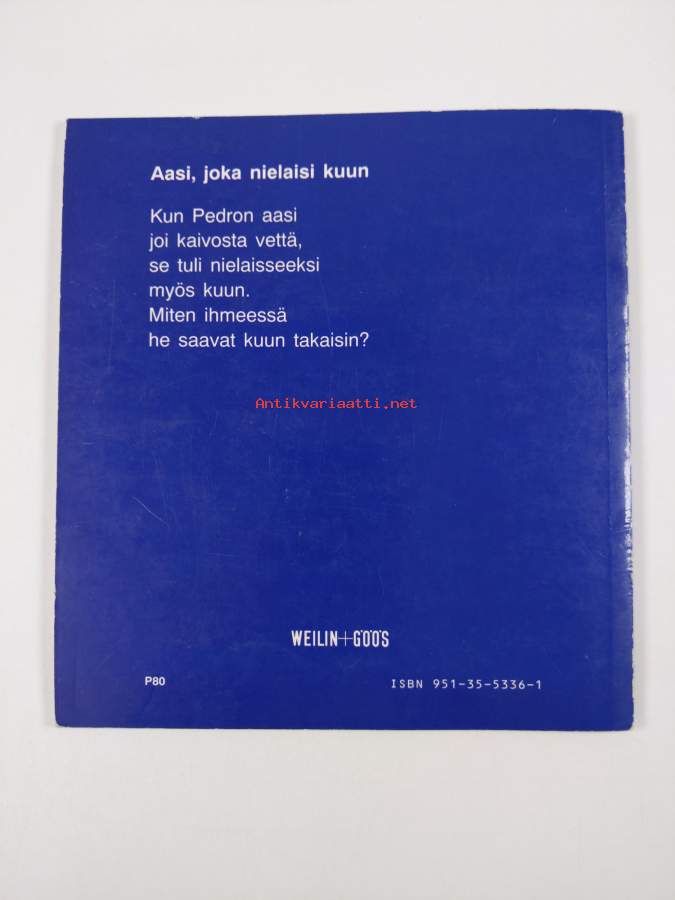 Aasi, joka nielaisi kuun
Kun Pedron aasi
joi kaivosta vettä,
se tuli nielaisseeksi
myös kuun.
Miten ihmeessä
he saavat kuun takaisin?
Antikvariaatti.net
WEILIN+GÖÖS
P80 ISBN 951-35-5336-1